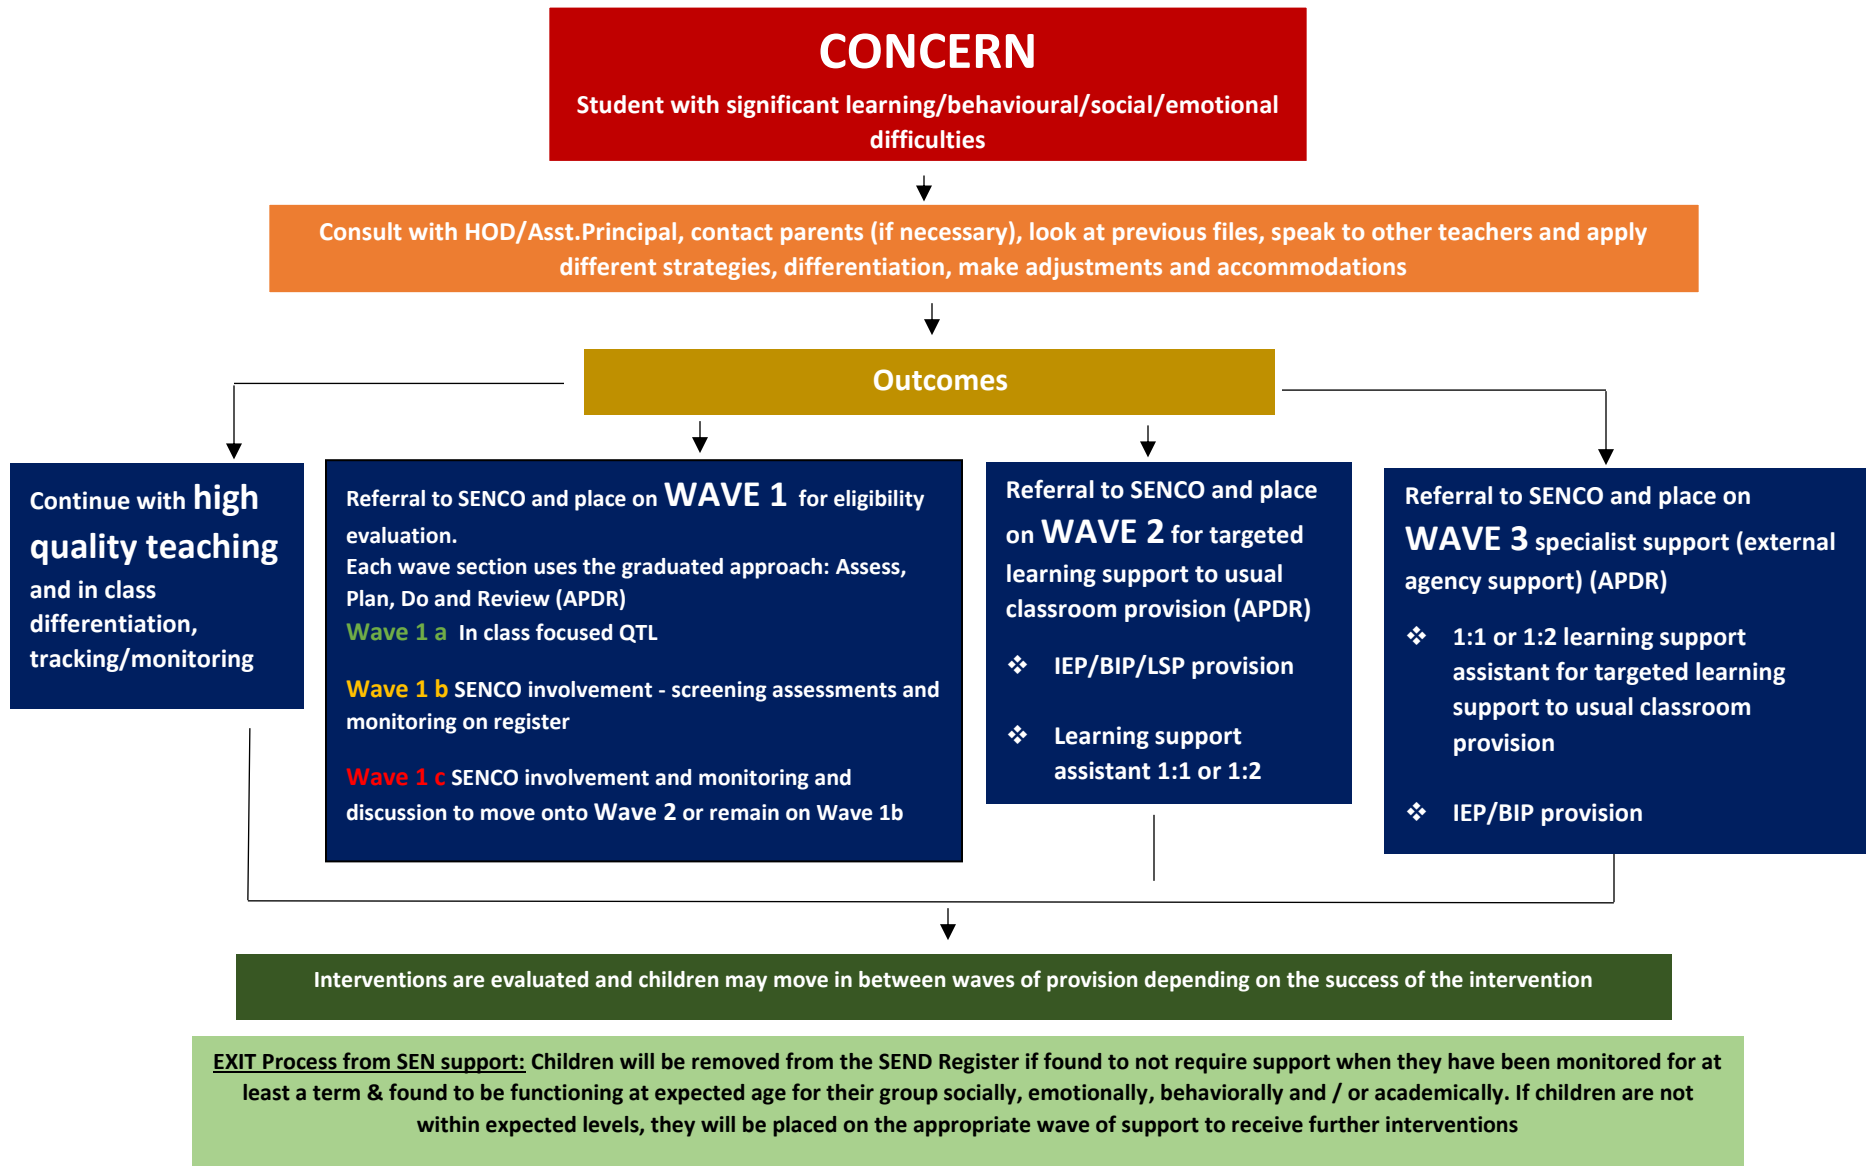 CONCERN
Student with significant learning/behavioural/social/emotional
difficulties
Consult with HOD/Asst.Principal, contact parents (if necessary), look at previous files, speak to other teachers and apply
different strategies, differentiation, make adjustments and accommodations
Outcomes
Continue with high
quality teaching
and in class
differentiation,
tracking/monitoring
Referral to SENCO and place on WAVE 1 for eligibility
evaluation.
Each wave section uses the graduated approach: Assess,
Plan, Do and Review (APDR)
Wave 1 a In class focused QTL
Wave 1 b SENCO involvement - screening assessments and
monitoring on register
Wave 1 c SENCO involvement and monitoring and
discussion to move onto Wave 2 or remain on Wave 1b
Referral to SENCO and place
on WAVE 2 for targeted
learning support to usual
classroom provision (APDR)
❖ IEP/BIP/LSP provision
❖ Learning support
assistant 1:1 or 1:2
Referral to SENCO and place on
WAVE 3 specialist support (external
agency support) (APDR)
❖ 1:1 or 1:2 learning support
assistant for targeted learning
support to usual classroom
provision
❖ IEP/BIP provision
Interventions are evaluated and children may move in between waves of provision depending on the success of the intervention
EXIT Process from SEN support: Children will be removed from the SEND Register if found to not require support when they have been monitored for at
least a term & found to be functioning at expected age for their group socially, emotionally, behaviorally and / or academically. If children are not
within expected levels, they will be placed on the appropriate wave of support to receive further interventions